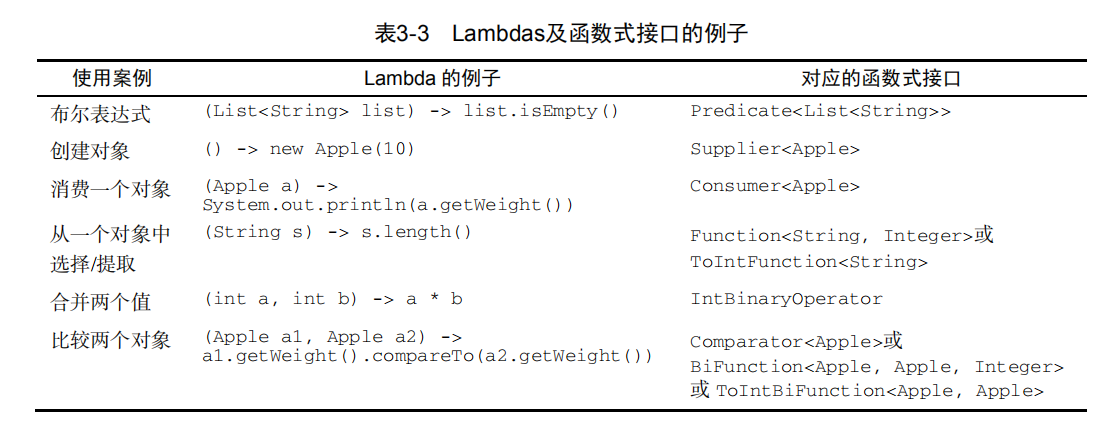 表3-3 Lambdas及函数式接口的例子
使用案例 Lambda 的例子 对应的函数式接口
布尔表达式 (List<String> list) -> list.isEmpty() Predicate<List<String>>
创建对象 () -> new Apple(10) Supplier<Apple>
消费一个对象 (Apple a) -> Consumer<Apple>
System.out.println(a.getWeight())
从一个对象中 (String s) -> s.length() Function<String, Integer>或
选择/提取 ToIntFunction<String>
合并两个值 (int a, int b) -> a * b IntBinaryOperator
比较两个对象 (Apple a1, Apple a2) -> Comparator<Apple>或
a1.getWeight().compareTo(a2.getWeight()) BiFunction<Apple, Apple, Integer>
或 ToIntBiFunction<Apple, Apple>